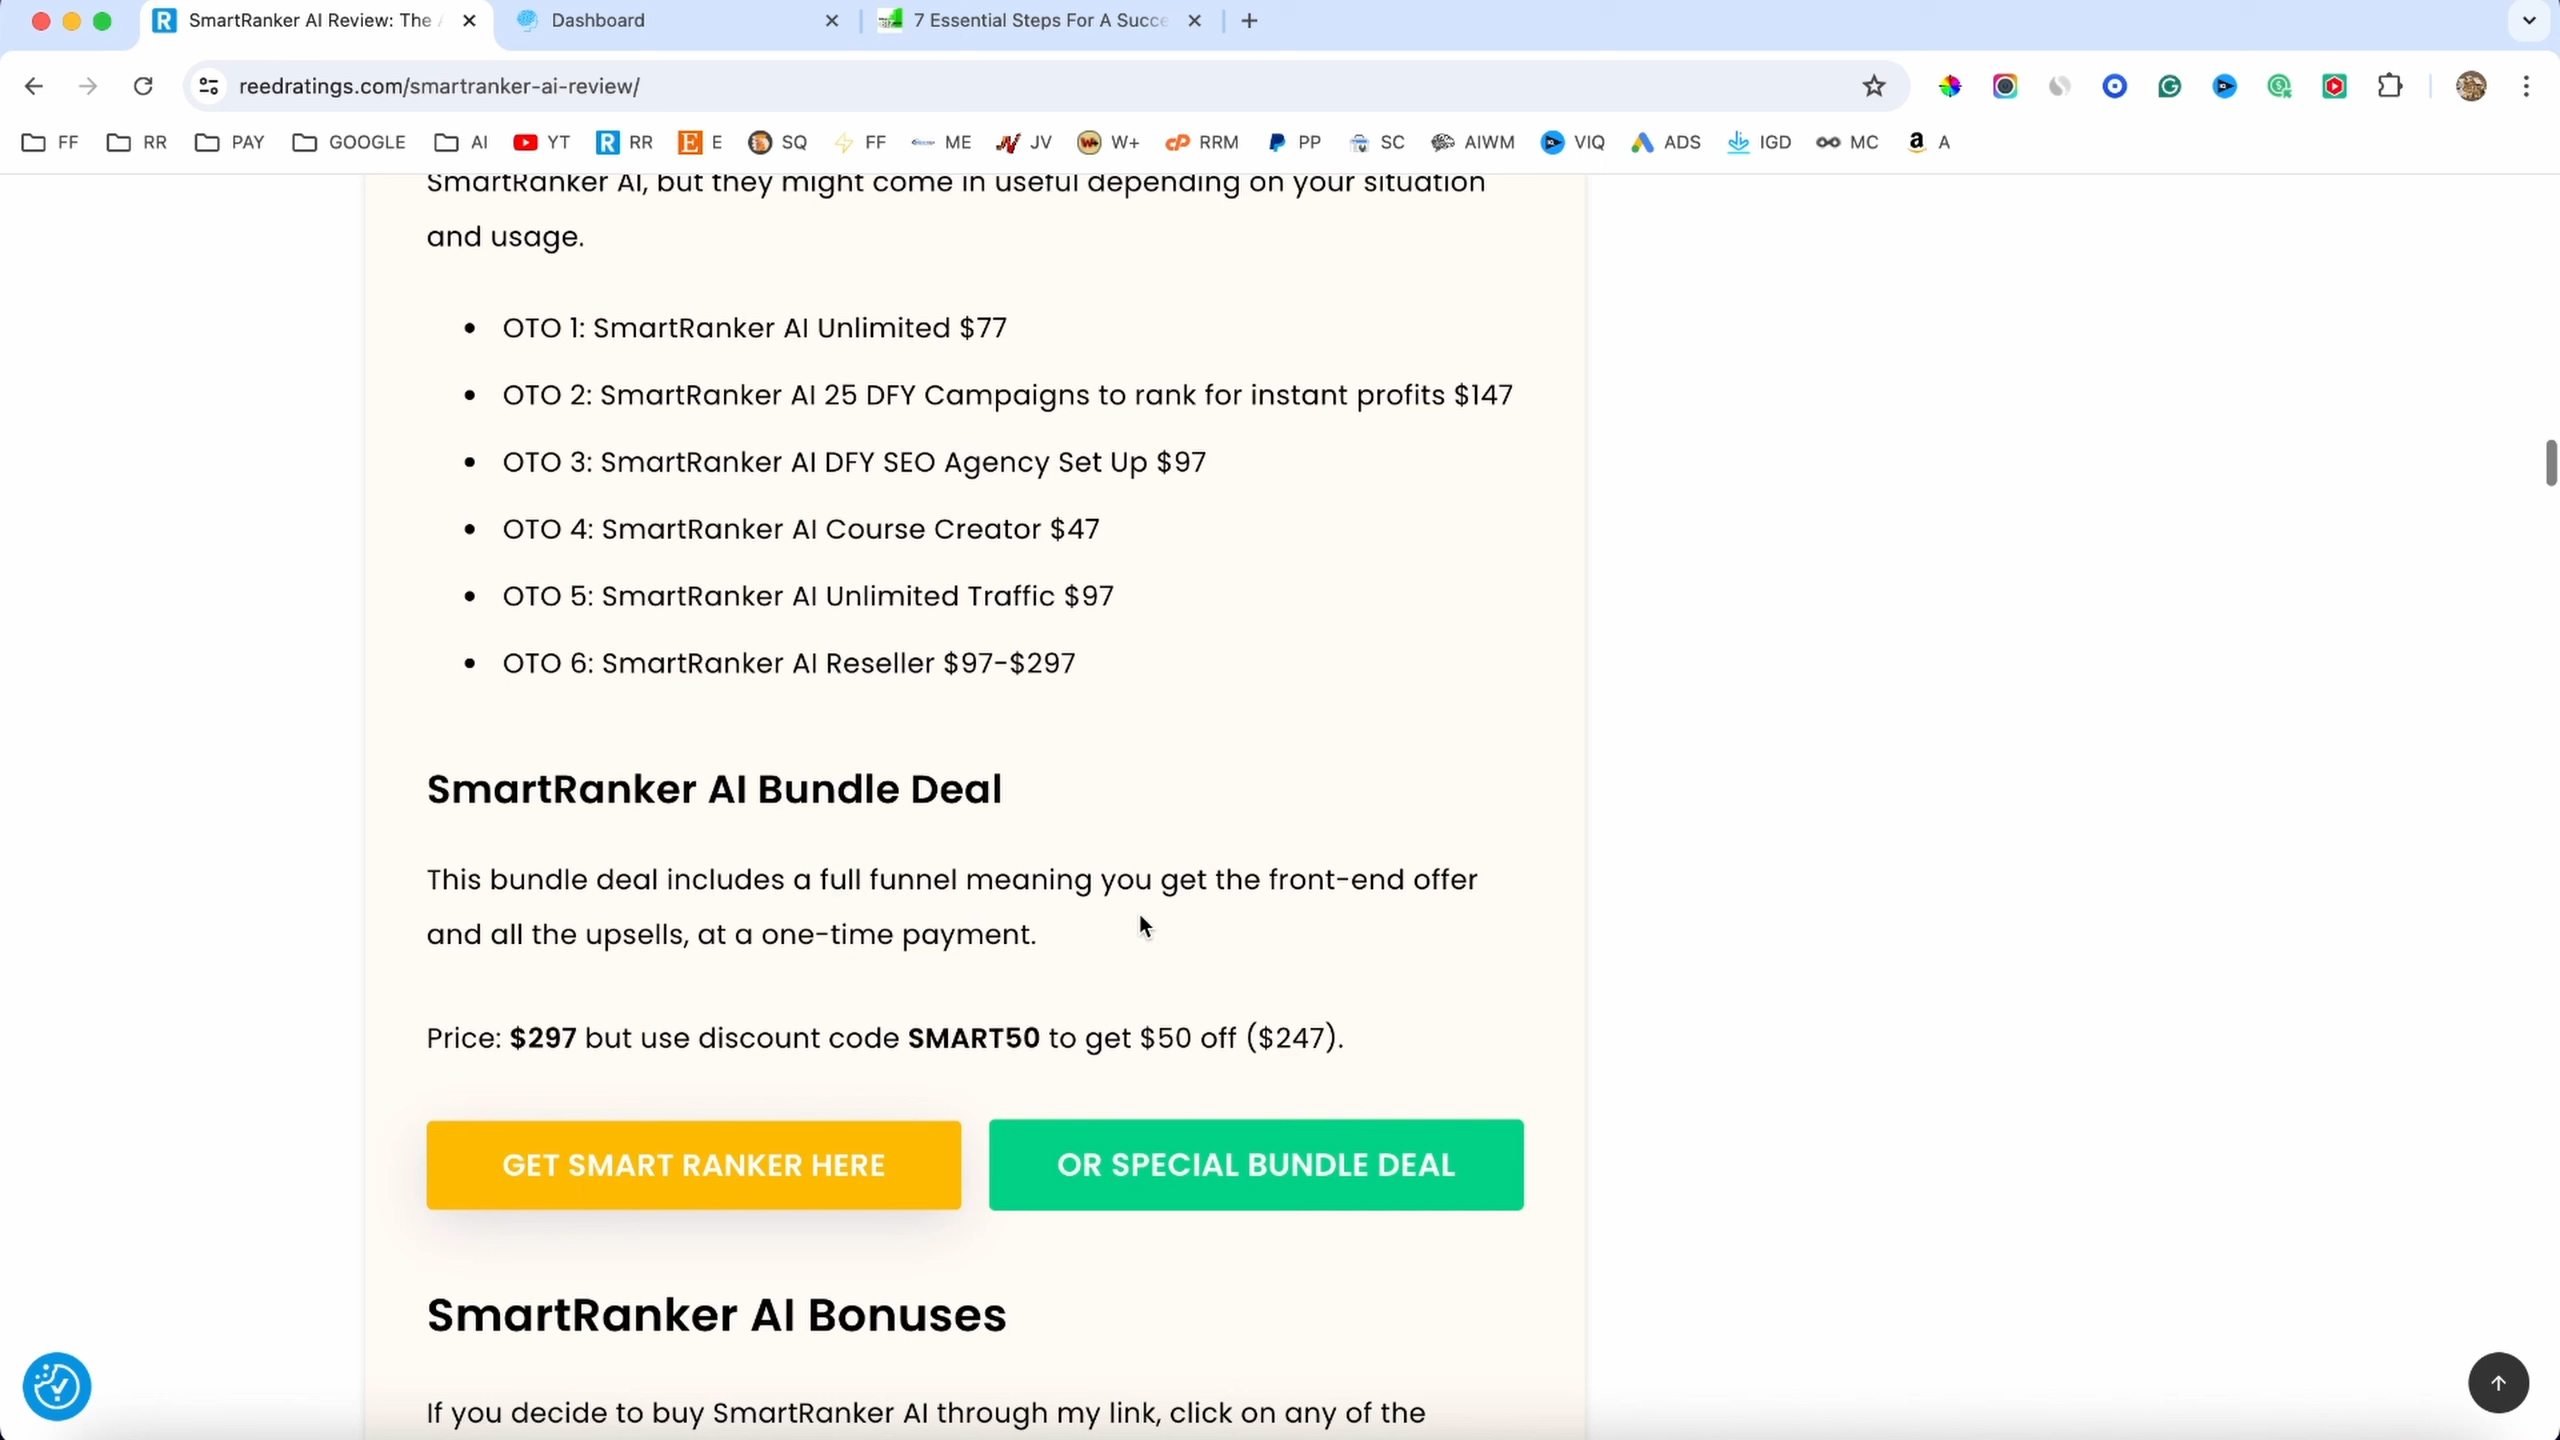 SmartRanker AI Review: The A
Dashboard
7 Essential Steps For A Succe
reedratings.com/smartranker-ai-review/
FF
RR
PAY
GOOGLE
AI
YT
RR
E
SQ
FF
ME
JV
W+
RRM
PP
SC
AIWM
VIQ
ADS
IGD
MC
A
SmartRanker AI, but they might come in useful depending on your situation
and usage.
• OTO 1: SmartRanker AI Unlimited $77
• OTO 2: SmartRanker AI 25 DFY Campaigns to rank for instant profits $147
• OTO 3: SmartRanker AI DFY SEO Agency Set Up $97
• OTO 4: SmartRanker AI Course Creator $47
• OTO 5: SmartRanker AI Unlimited Traffic $97
• OTO 6: SmartRanker AI Reseller $97-$297
SmartRanker AI Bundle Deal
This bundle deal includes a full funnel meaning you get the front-end offer
and all the upsells, at a one-time payment.
Price: $297 but use discount code SMART50 to get $50 off ($247).
GET SMART RANKER HERE
OR SPECIAL BUNDLE DEAL
SmartRanker AI Bonuses
If you decide to buy SmartRanker AI through my link, click on any of the